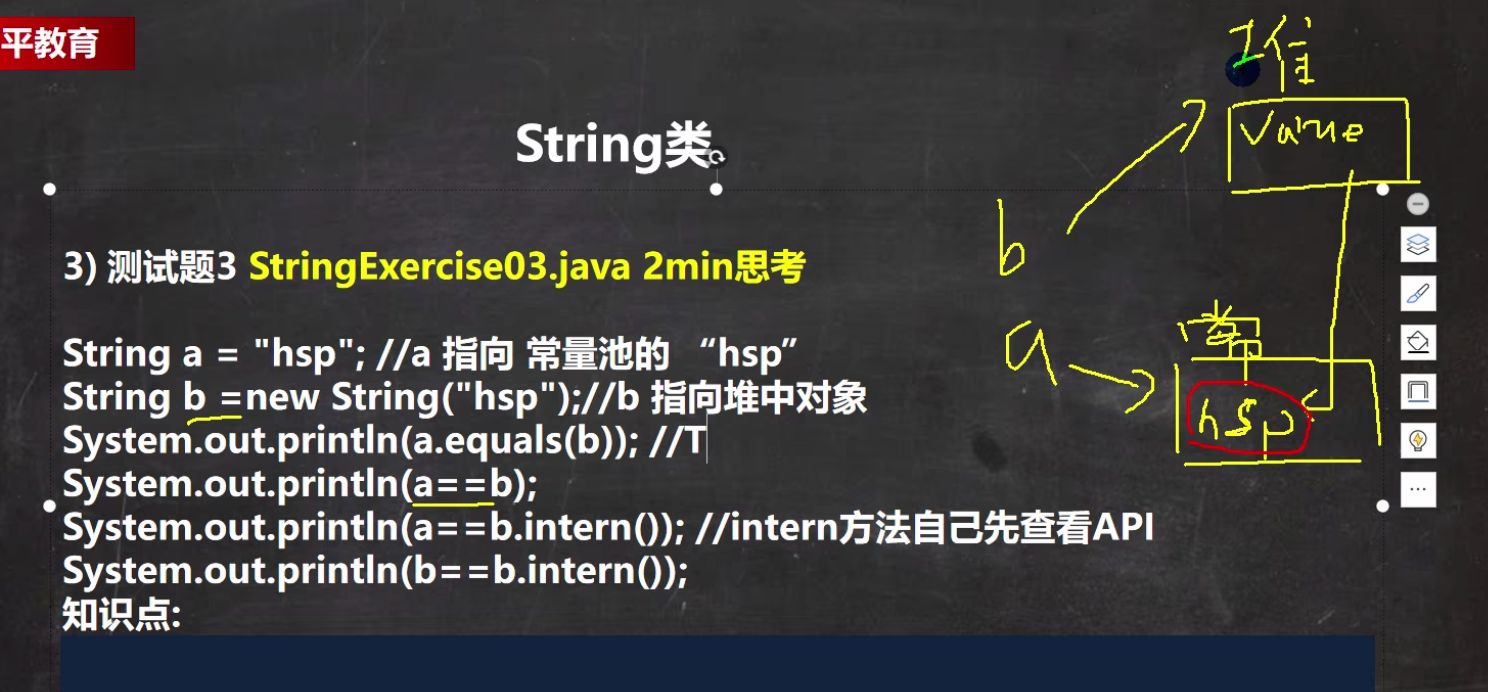 平教育
String类
3) 测试题3 StringExercise03.java 2min思考
String a = "hsp"; //a 指向 常量池的 “hsp”
String b =new String("hsp");//b 指向堆中对象
System.out.println(a.equals(b)); //T
System.out.println(a==b);
System.out.println(a==b.intern()); //intern方法自己先查看API
System.out.println(b==b.intern());
知识点:
value
b
a
hsp